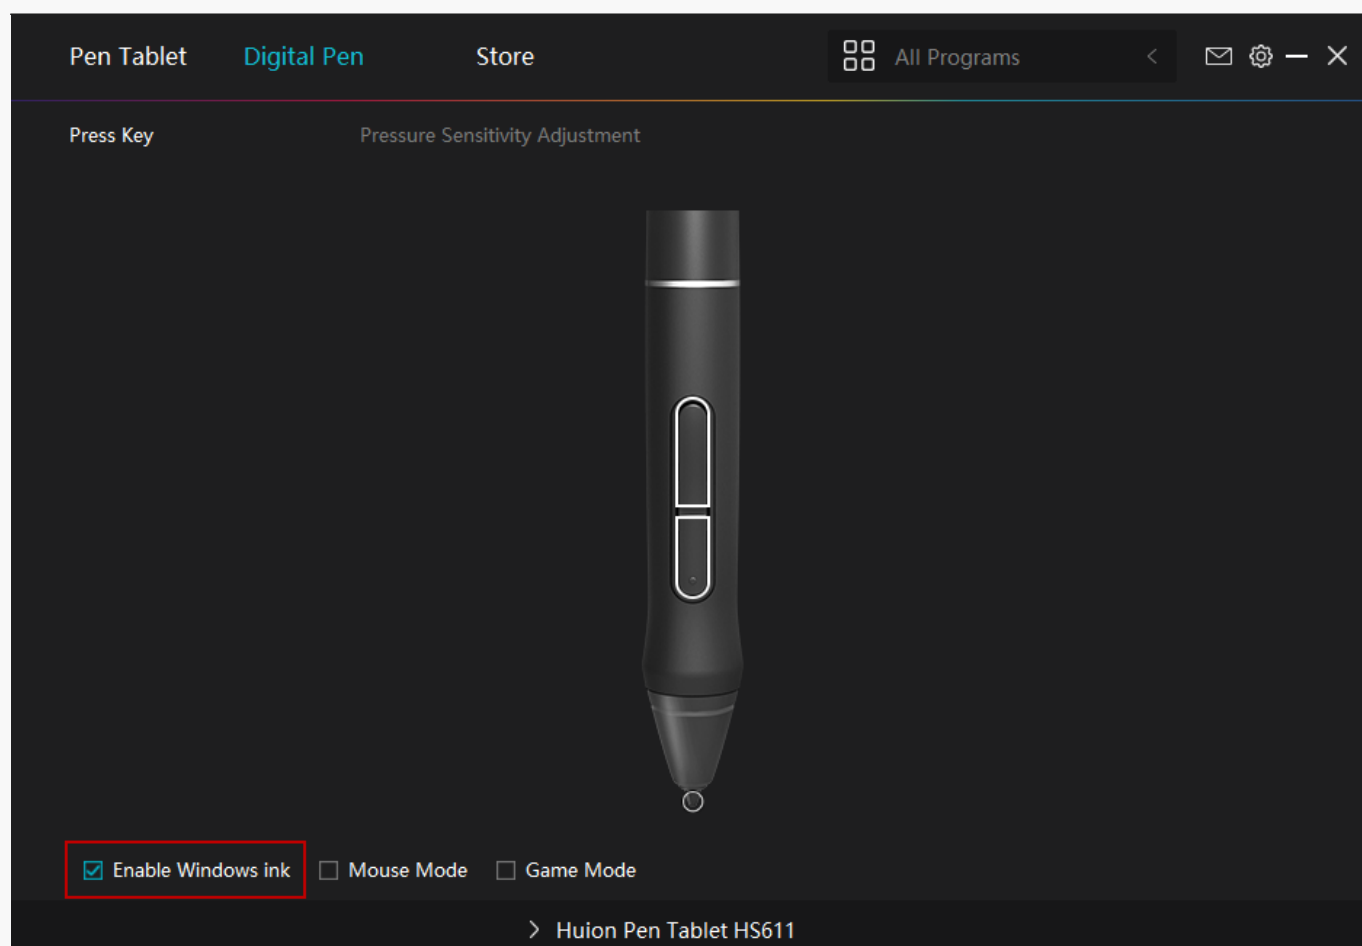 Pen Tablet Digital Pen Store All Programs
Press Key Pressure Sensitivity Adjustment
Enable Windows ink Mouse Mode Game Mode
Huion Pen Tablet HS611